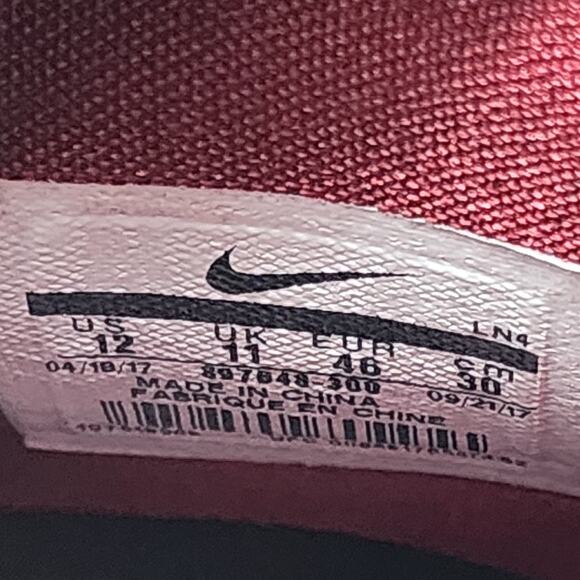 LN4
US UK EUR cm
12 11 46 30
04/18/17 897648-300 09/21/17
MADE IN CHINA
FABRIQUE EN CHINE